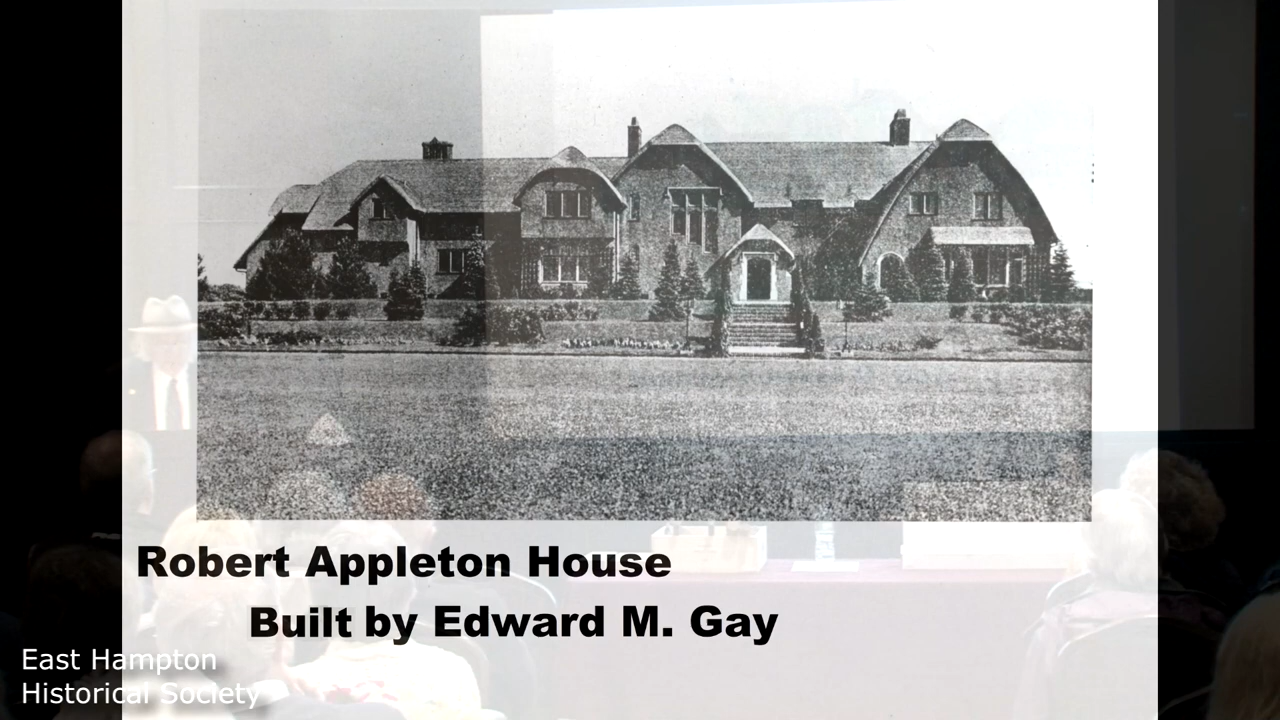 Robert Appleton House
Built by Edward M. Gay
East Hampton
Historical Society